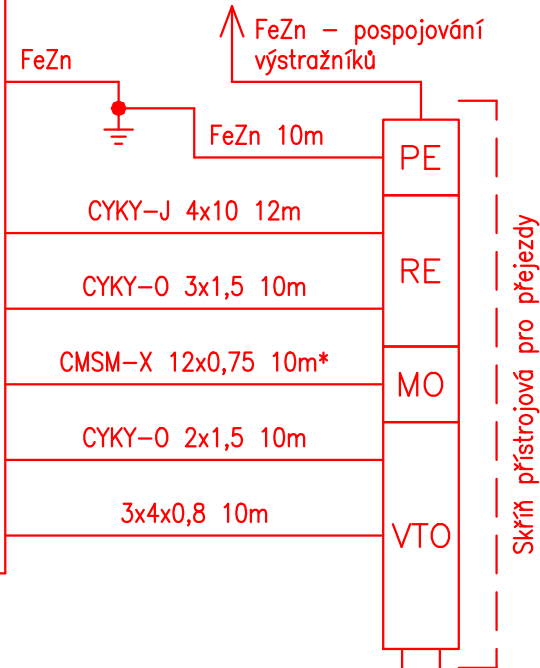 FeZn – pospojování
výstražníků
FeZn
FeZn 10m
PE
CYKY–J 4x10 12m
RE
CYKY–O 3x1,5 10m
CMSM–X 12x0,75 10m*
MO
CYKY–O 2x1,5 10m
3x4x0,8 10m
VTO
Skříň přístrojová pro přejezdy